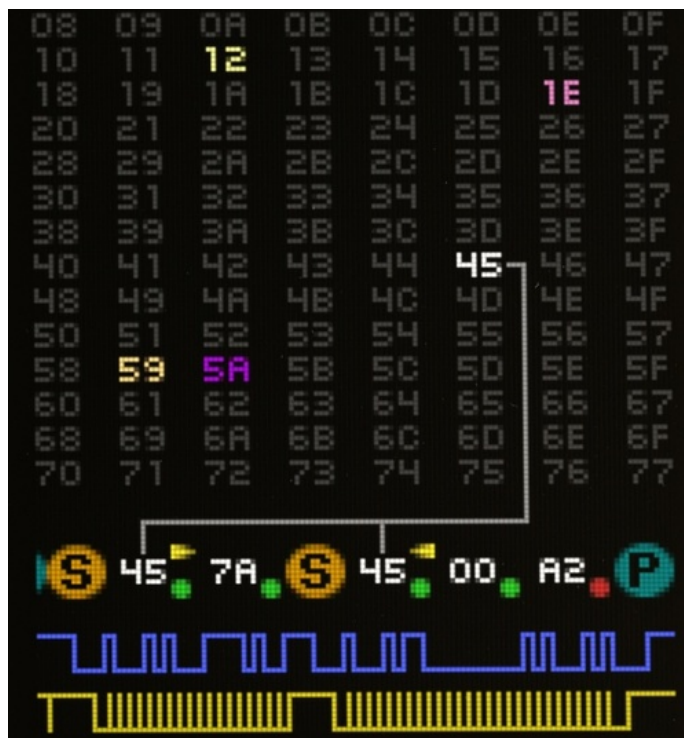 08 09 0A 0B 0C 0D 0E 0F
10 11 12 13 14 15 16 17
18 19 1A 1B 1C 1D 1E 1F
20 21 22 23 24 25 26 27
28 29 2A 2B 2C 2D 2E 2F
30 31 32 33 34 35 36 37
38 39 3A 3B 3C 3D 3E 3F
40 41 42 43 44 45 46 47
48 49 4A 4B 4C 4D 4E 4F
50 51 52 53 54 55 56 57
58 59 5A 5B 5C 5D 5E 5F
60 61 62 63 64 65 66 67
68 69 6A 6B 6C 6D 6E 6F
70 71 72 73 74 75 76 77
S 45 7A S 45 00 A2 P